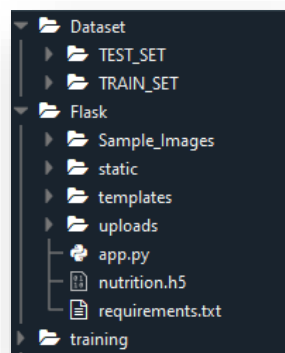 Dataset
TEST_SET
TRAIN_SET
Flask
Sample_Images
static
templates
uploads
app.py
nutrition.h5
requirements.txt
training